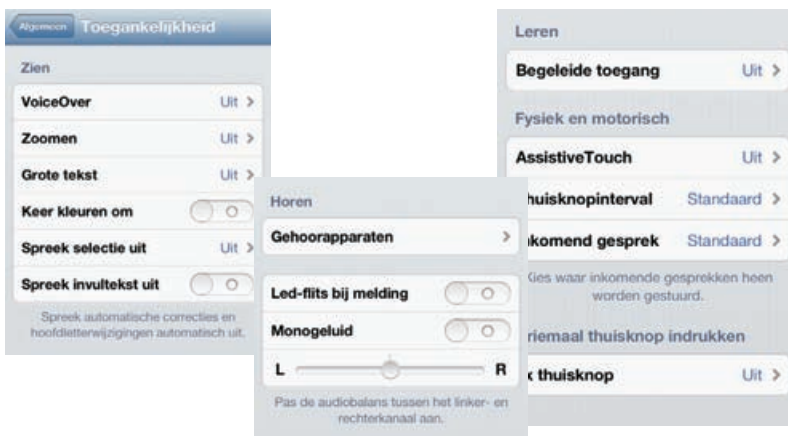 Algemeen Toegankelijkheid
Zien
VoiceOver Uit
Zoomen Uit
Grote tekst Uit
Keer kleuren om
Spreek selectie uit Uit
Spreek invultekst uit
Spreek automatische correcties en
hoofdletterwijzigingen automatisch uit.
Horen
Gehoorapparaten
Led-flits bij melding
Monogeluid
L R
Pas de audiobalans tussen het linker- en
rechterkanaal aan.
Leren
Begeleide toegang Uit
Fysiek en motorisch
AssistiveTouch Uit
huisknopinterval Standaard
komend gesprek Standaard
Kies waar inkomende gesprekken heen
worden gestuurd.
riemaal thuisknop indrukken
x thuisknop Uit